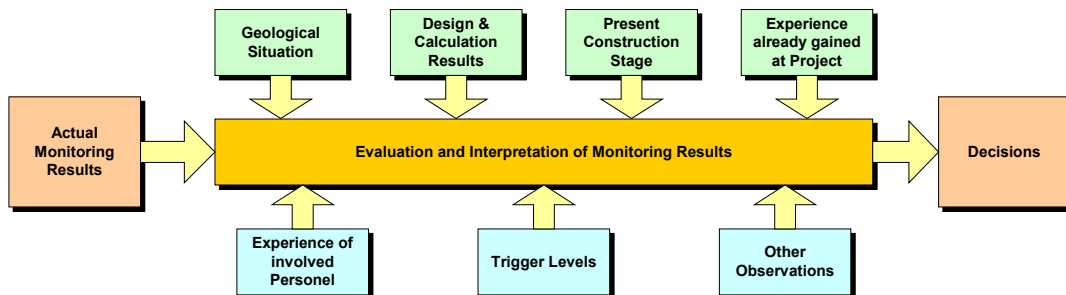 Geological
Situation
Design &
Calculation
Results
Present
Construction
Stage
Experience
already gained
at Project
Actual
Monitoring
Results
Evaluation and Interpretation of Monitoring Results
Decisions
Experience of
involved
Personel
Trigger Levels
Other
Observations